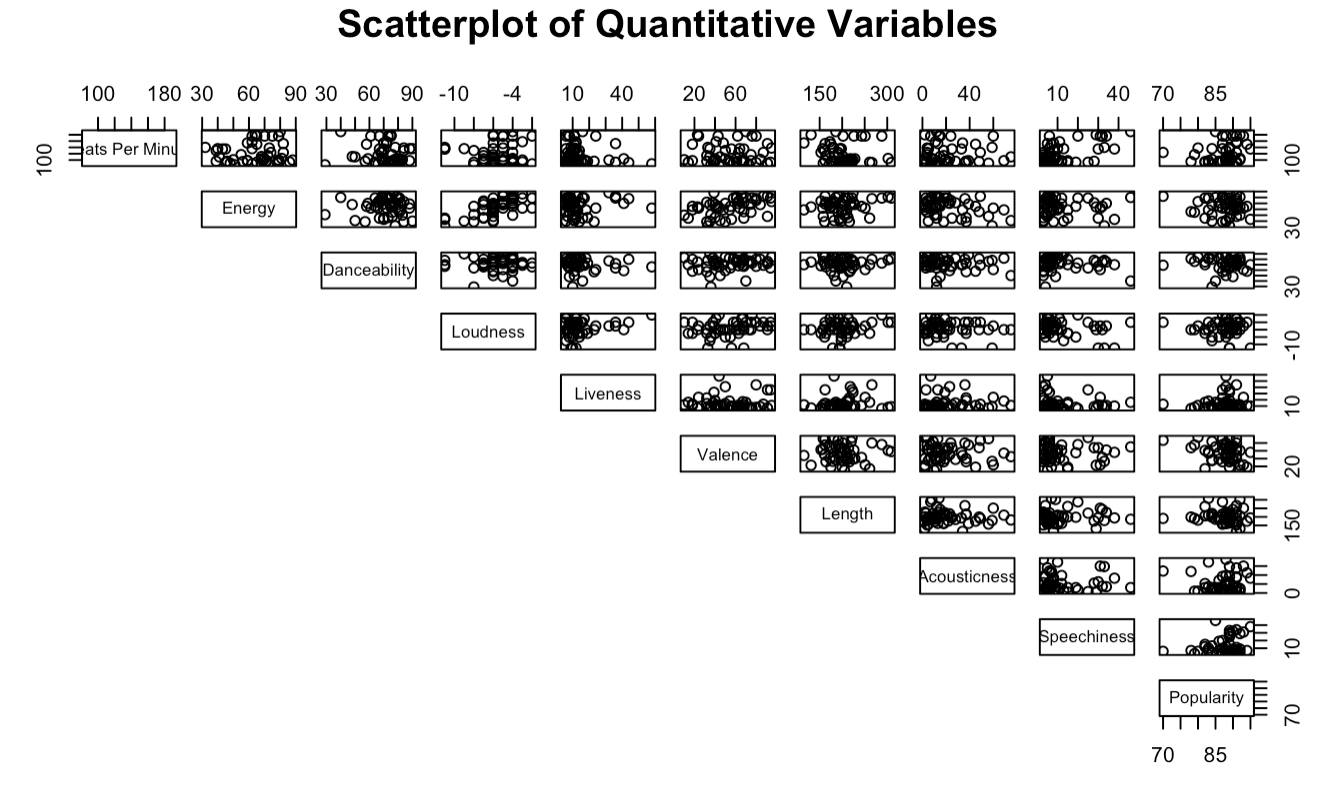 Scatterplot of Quantitative Variables
100 180 30 60 90 30 60 90 -10 -4 10 40 20 60 150 300 0 40 10 40 70 85
100 ats Per Minu 100
Energy 30
Danceability 30
Loudness -10
Liveness 10
Valence 20
Length 150
Acousticness 0
Speechiness 10
Popularity 70
70 85